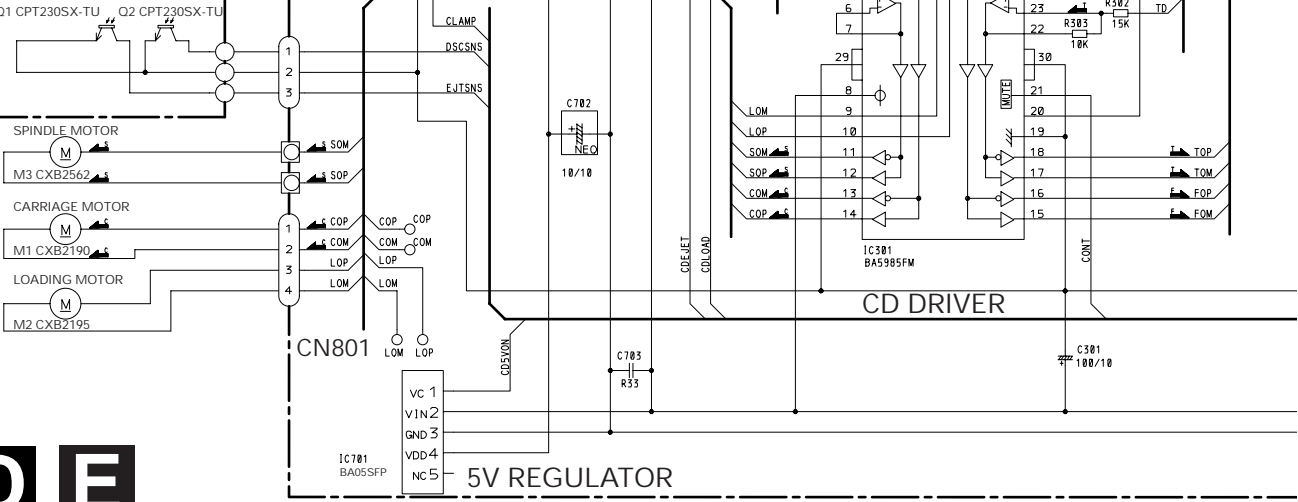 Q1 CPT230SX-TU Q2 CPT230SX-TU
1
2
3
CLAMP
DSCSNS
EJTSNS
SPINDLE MOTOR
M
M3 CXB2562
S
S
S SOM
S SOP
CARRIAGE MOTOR
M
M1 CXB2190
C
C
1 C COP COP COP
2 C COM COM COM
3 LOP LOP
4 LOM LOM
LOADING MOTOR
M
M2 CXB2195
CN801
LOM LOP
C702
+
NEO
10/10
CD5VON
C703
R33
VC 1
VIN 2
GND 3
VDD 4
NC 5
IC701
BA05SFP
5V REGULATOR
CDEJET
CDLOAD
LOM
LOP
SOM S
SOP S
COM C
COP C
6
7
29
8
9
10
11
12
13
14
23
22
30
21
20
19
18
17
16
15
MUTE
R302
15K
R303
10K
T
TD
T TOP
T TOM
F FOP
F FOM
IC301
BA5985FM
CONT
CD DRIVER
C301
100/10
+
E